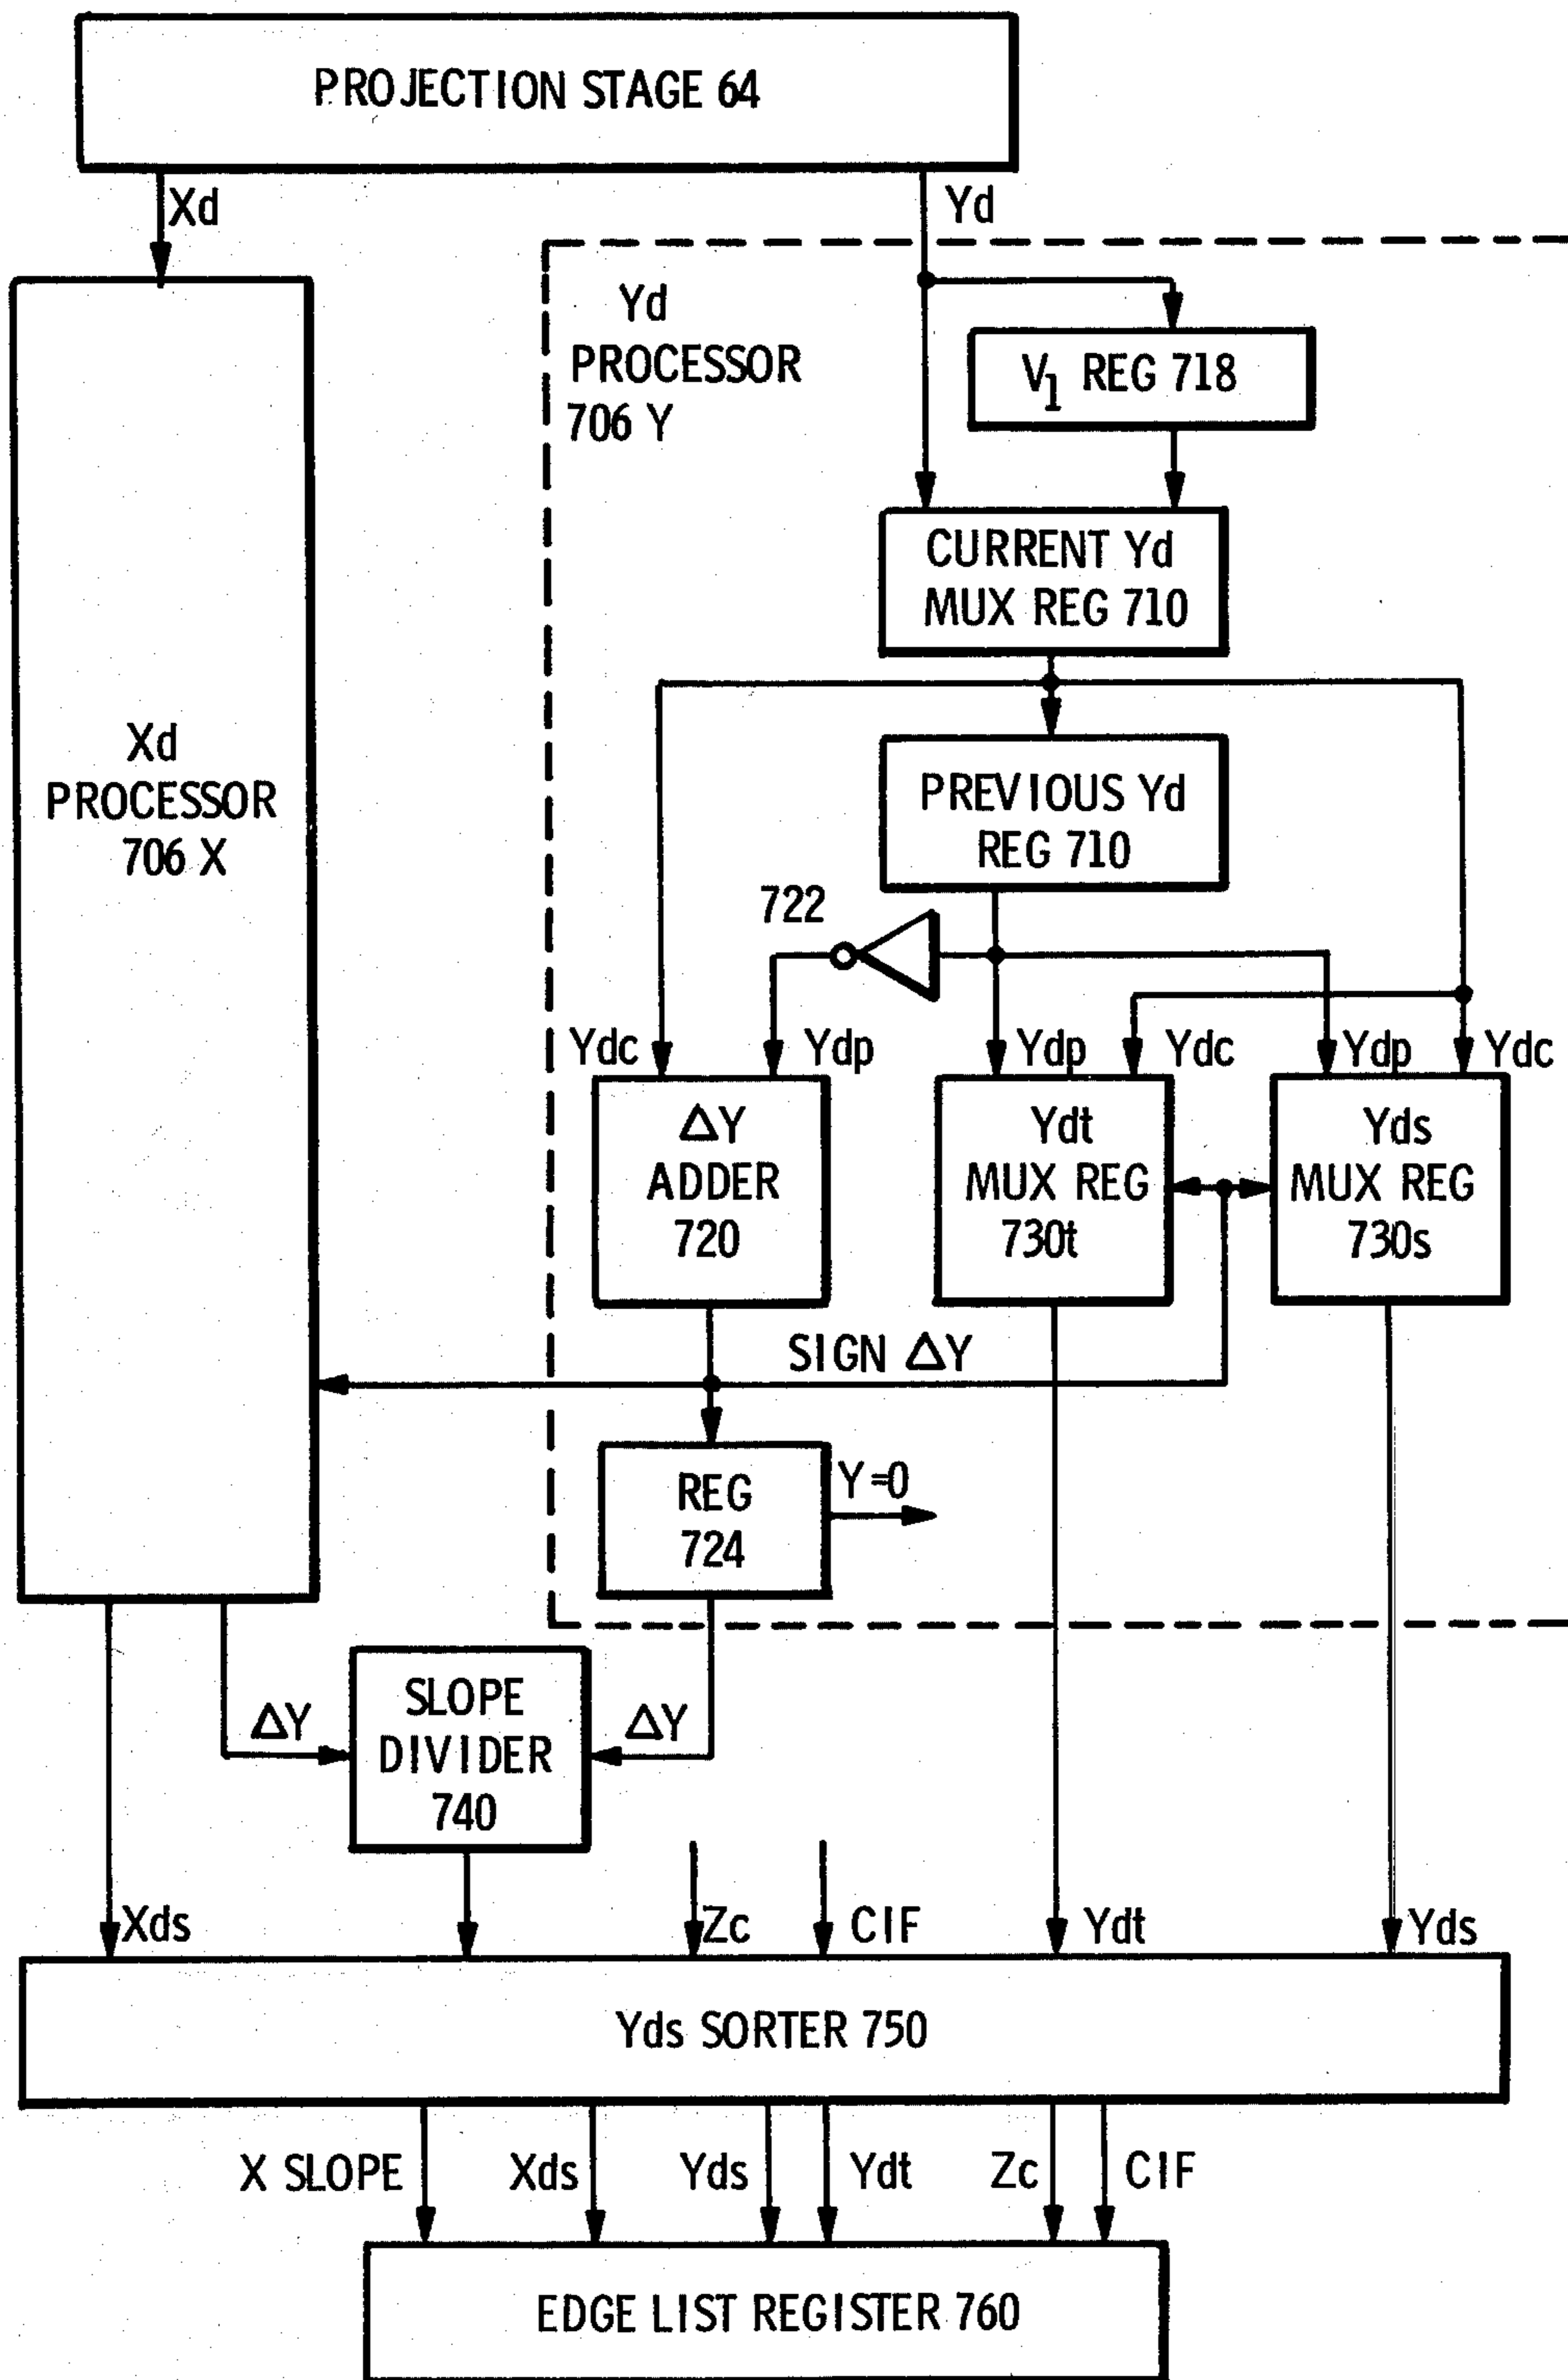 PROJECTION STAGE 64
Xd
Yd
Yd
PROCESSOR
706 Y
V1 REG 718
CURRENT Yd
MUX REG 710
Xd
PROCESSOR
706 X
PREVIOUS Yd
REG 710
722
Ydc
Ydp
Ydp
Ydc
Ydp
Ydc
ΔY
ADDER
720
Ydt
MUX REG
730t
Yds
MUX REG
730s
SIGN ΔY
REG
724
Y=0
SLOPE
DIVIDER
740
ΔY
ΔY
Xds
Zc
CIF
Ydt
Yds
Yds SORTER 750
X SLOPE
Xds
Yds
Ydt
Zc
CIF
EDGE LIST REGISTER 760